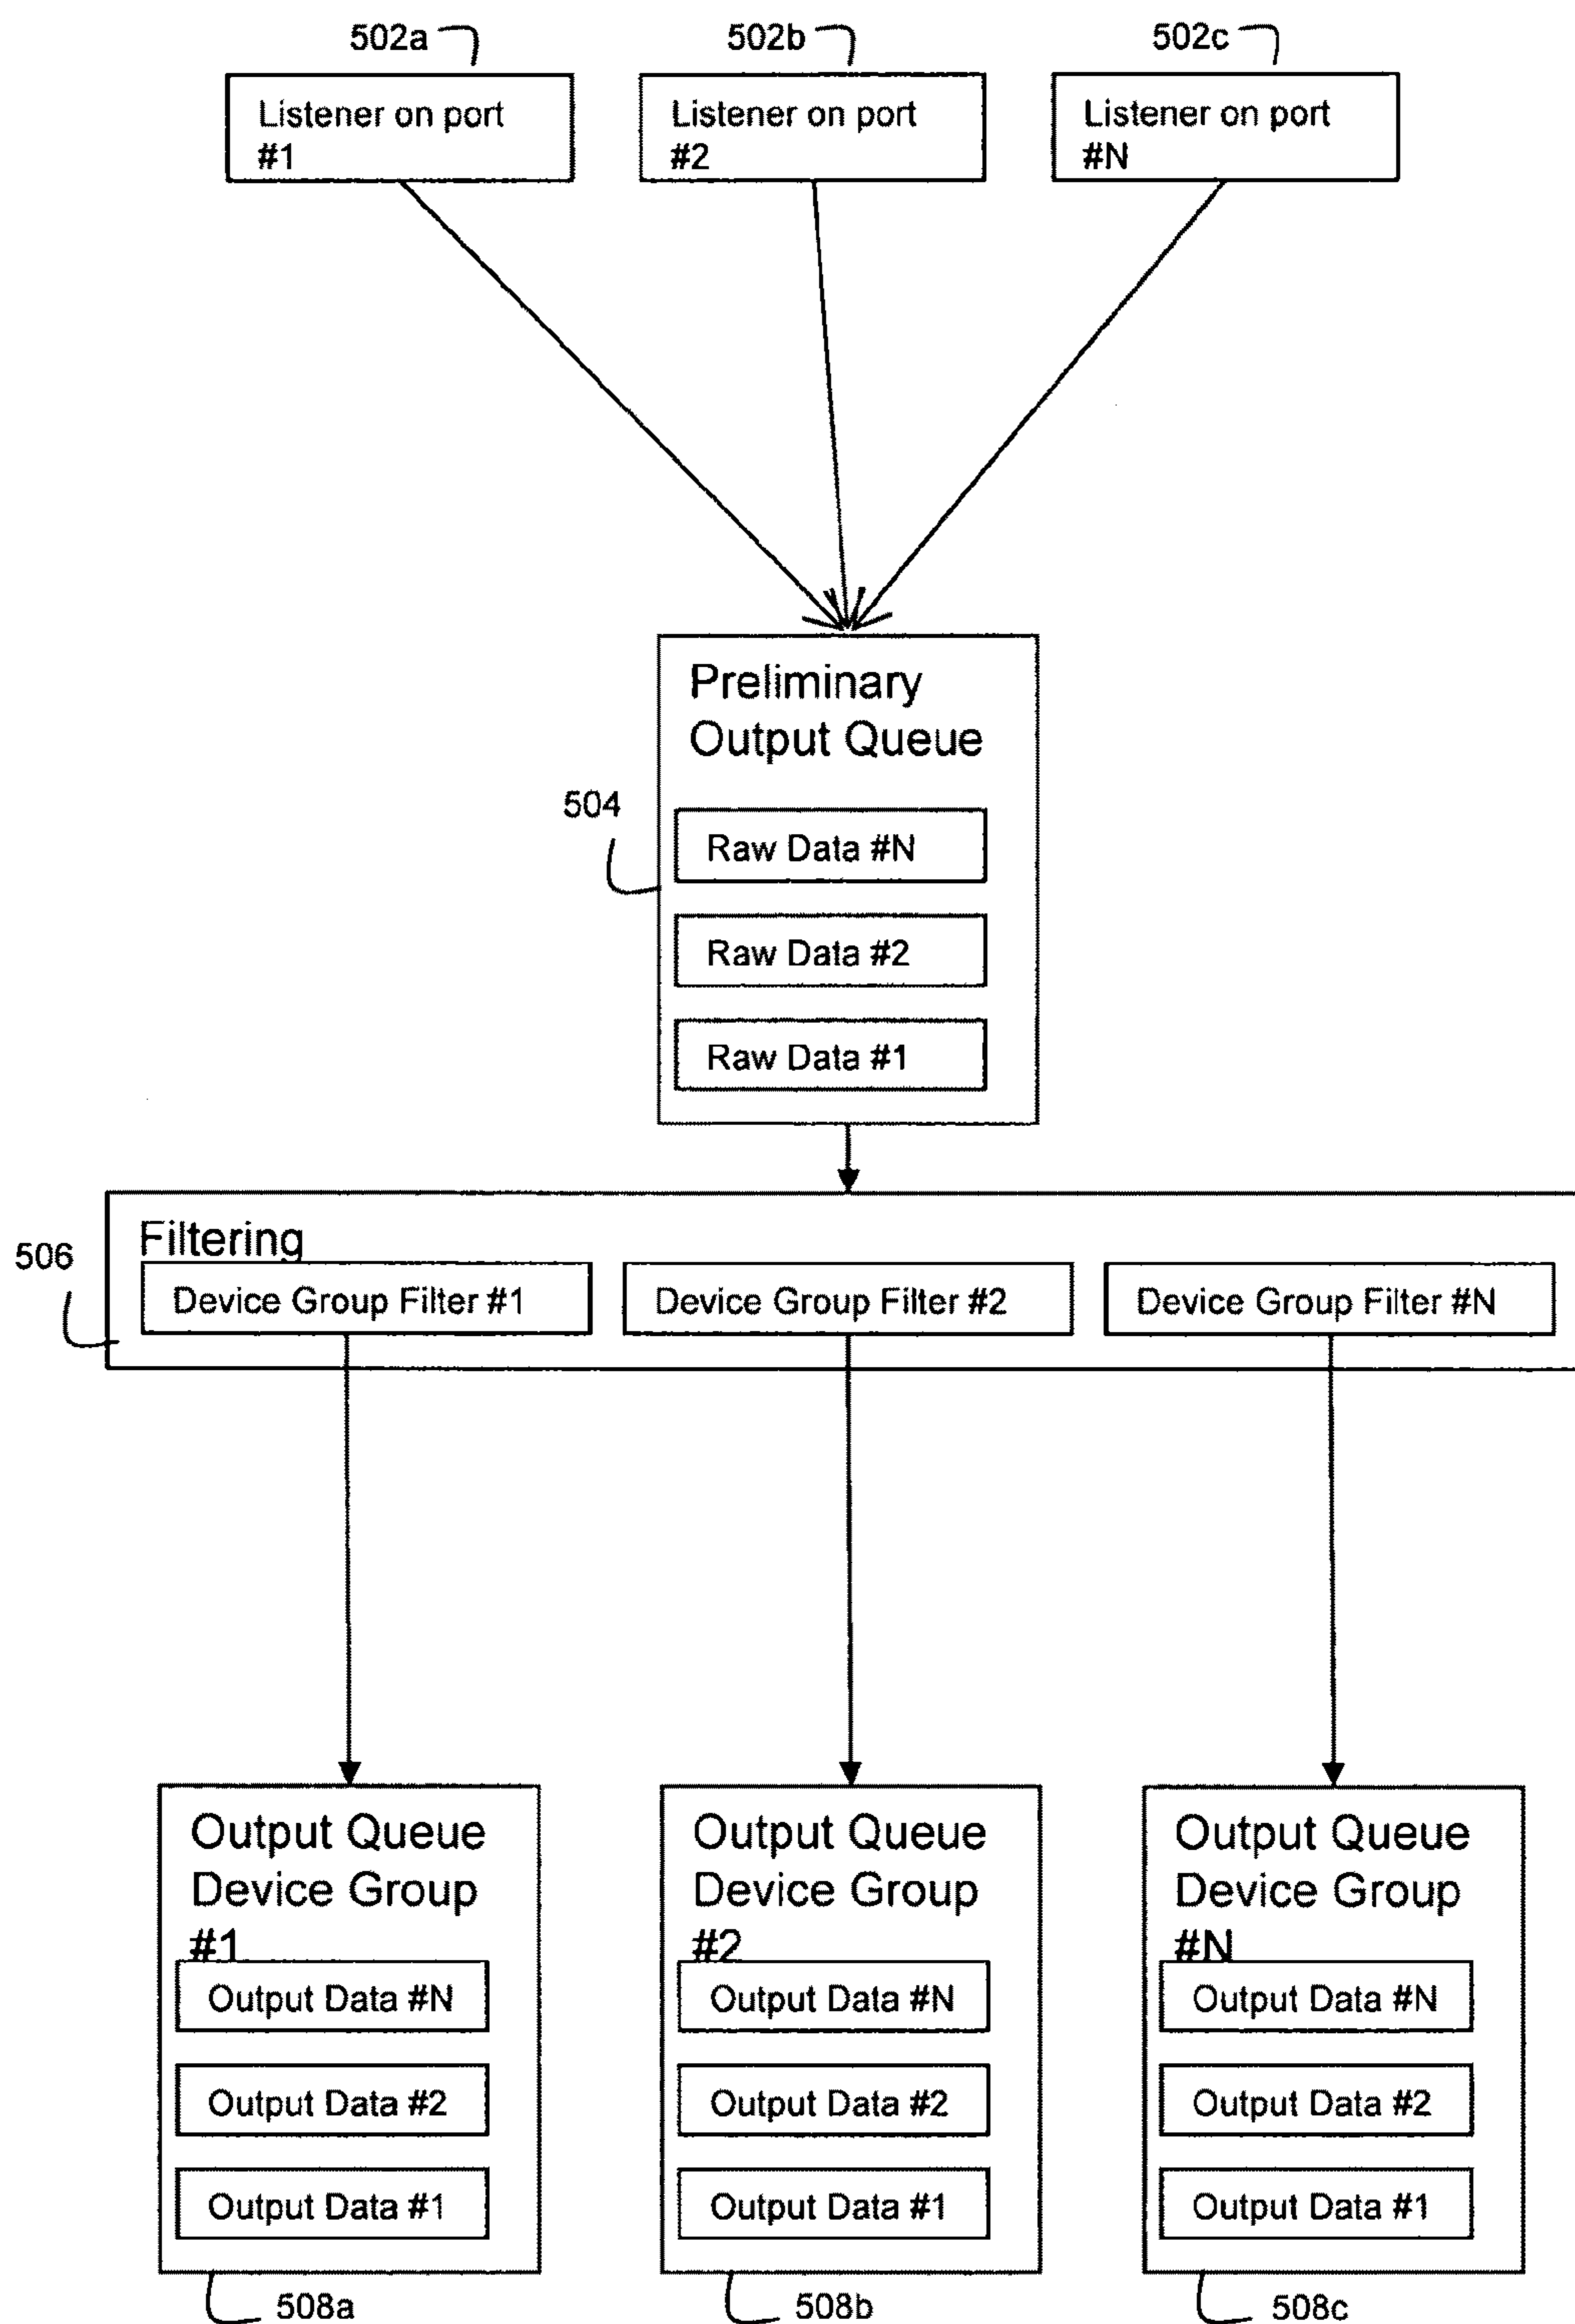 502a
502b
502c
Listener on port
#1
Listener on port
#2
Listener on port
#N
Preliminary
Output Queue
504
Raw Data #N
Raw Data #2
Raw Data #1
Filtering
506
Device Group Filter #1
Device Group Filter #2
Device Group Filter #N
Output Queue
Device Group
#1
Output Data #N
Output Data #2
Output Data #1
Output Queue
Device Group
#2
Output Data #N
Output Data #2
Output Data #1
Output Queue
Device Group
#N
Output Data #N
Output Data #2
Output Data #1
508a
508b
508c